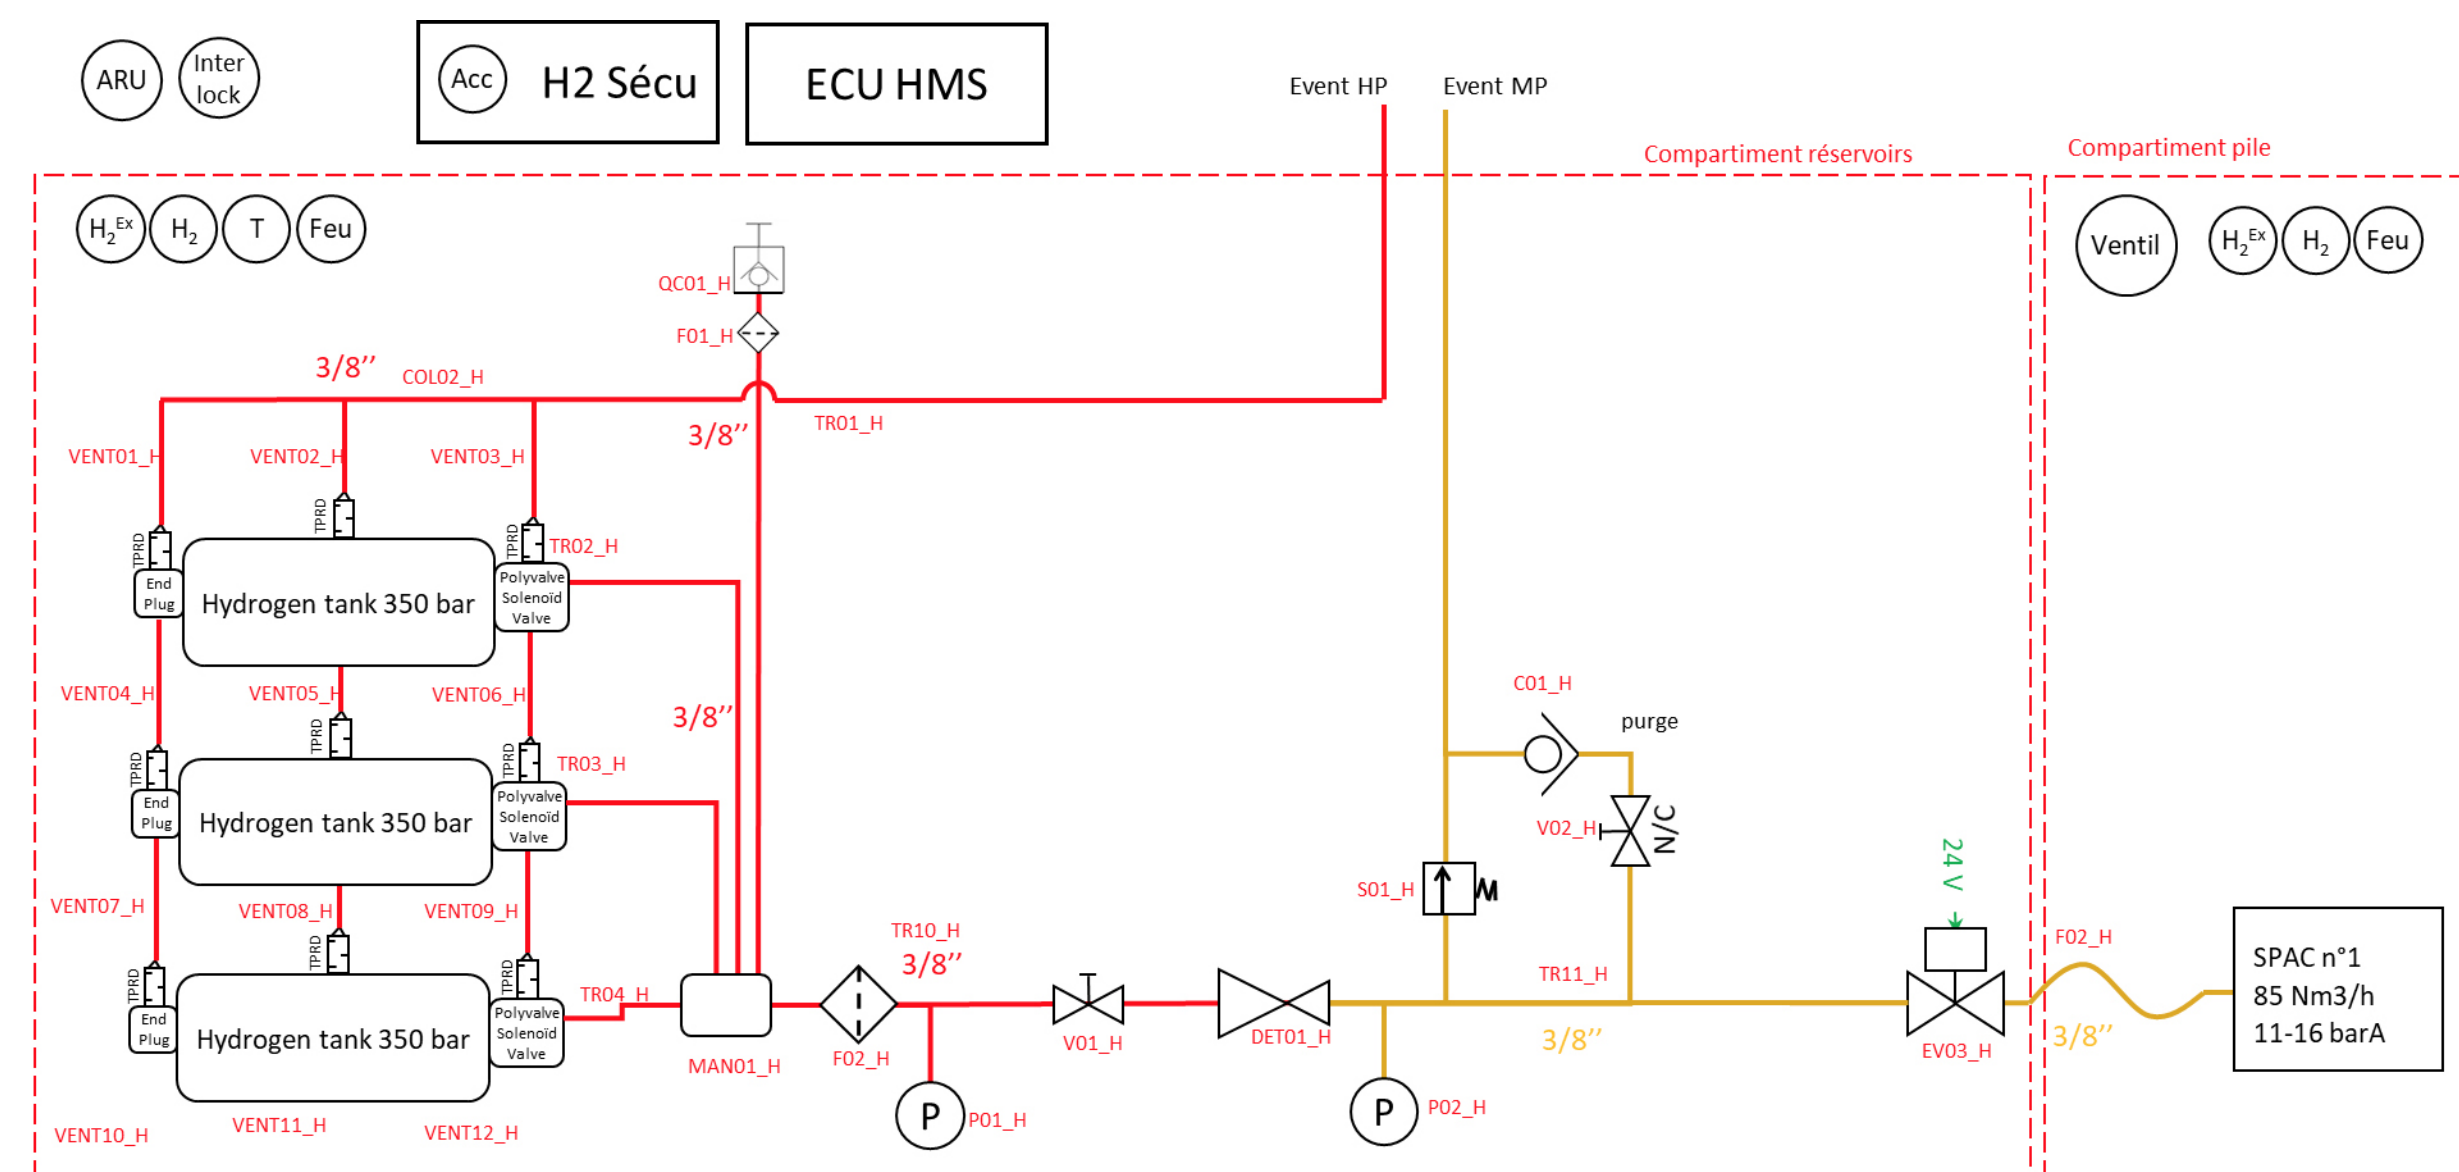 ARU
Inter
lock
Acc
H2 Sécu
ECU HMS
Event HP
Event MP
Compartiment réservoirs
Compartiment pile
H₂ᴱˣ
H₂
T
Feu
Ventil
H₂ᴱˣ
H₂
Feu
QC01_H
F01_H
3/8’’
COL02_H
3/8’’
TR01_H
VENT01_H
VENT02_H
VENT03_H
TPRD
TPRD
TPRD
TR02_H
End
Plug
Hydrogen tank 350 bar
Polyvalve
Solenoïd
Valve
VENT04_H
VENT05_H
VENT06_H
3/8’’
C01_H
purge
TPRD
TPRD
TPRD
TR03_H
End
Plug
Hydrogen tank 350 bar
Polyvalve
Solenoïd
Valve
V02_H
N/C
24 V
S01_H
VENT07_H
VENT08_H
VENT09_H
TR10_H
3/8’’
TPRD
TPRD
TPRD
TR04_H
End
Plug
Hydrogen tank 350 bar
Polyvalve
Solenoïd
Valve
MAN01_H
F02_H
V01_H
DET01_H
TR11_H
3/8’’
EV03_H
F02_H
3/8’’
SPAC n°1
85 Nm3/h
11-16 barA
P
P01_H
P
P02_H
VENT10_H
VENT11_H
VENT12_H